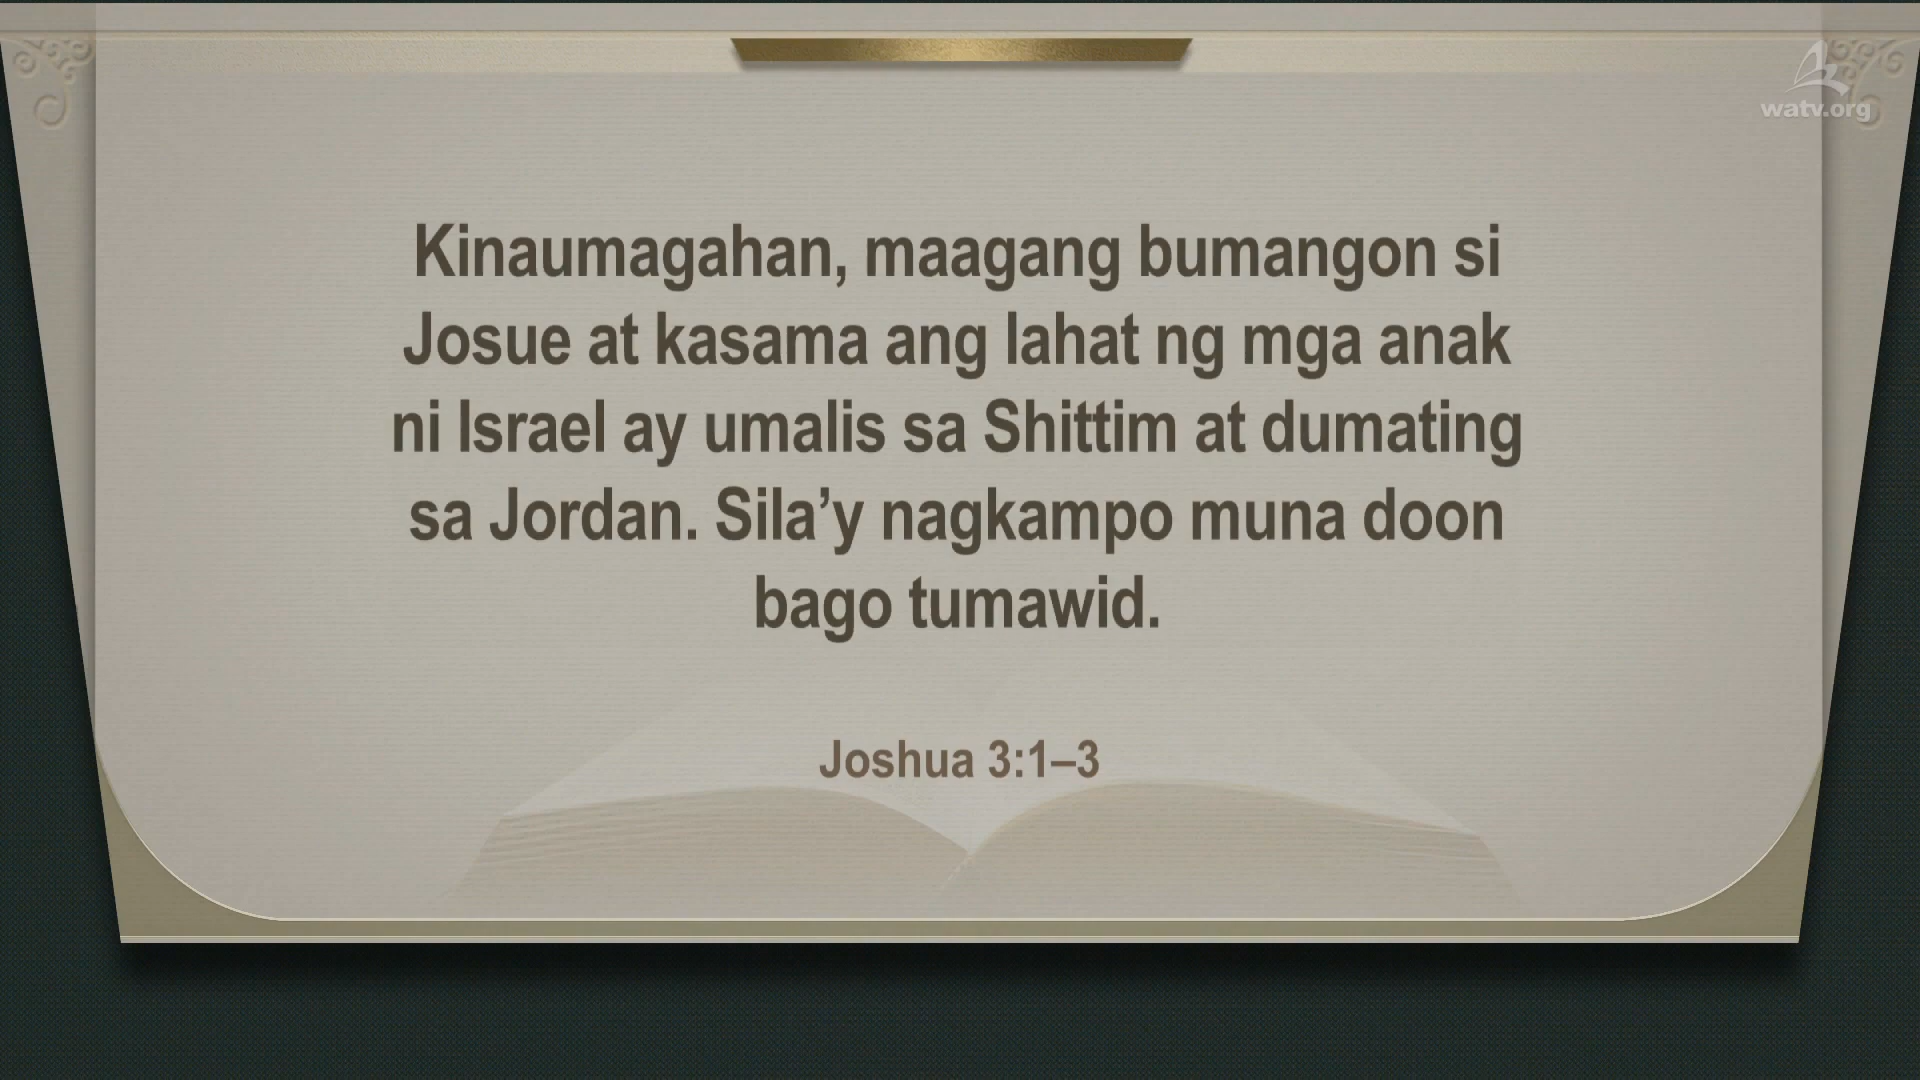 watv.org
Kinaumagahan, maagang bumangon si
Josue at kasama ang lahat ng mga anak
ni Israel ay umalis sa Shittim at dumating
sa Jordan. Sila’y nagkampo muna doon
bago tumawid.
Joshua 3:1–3